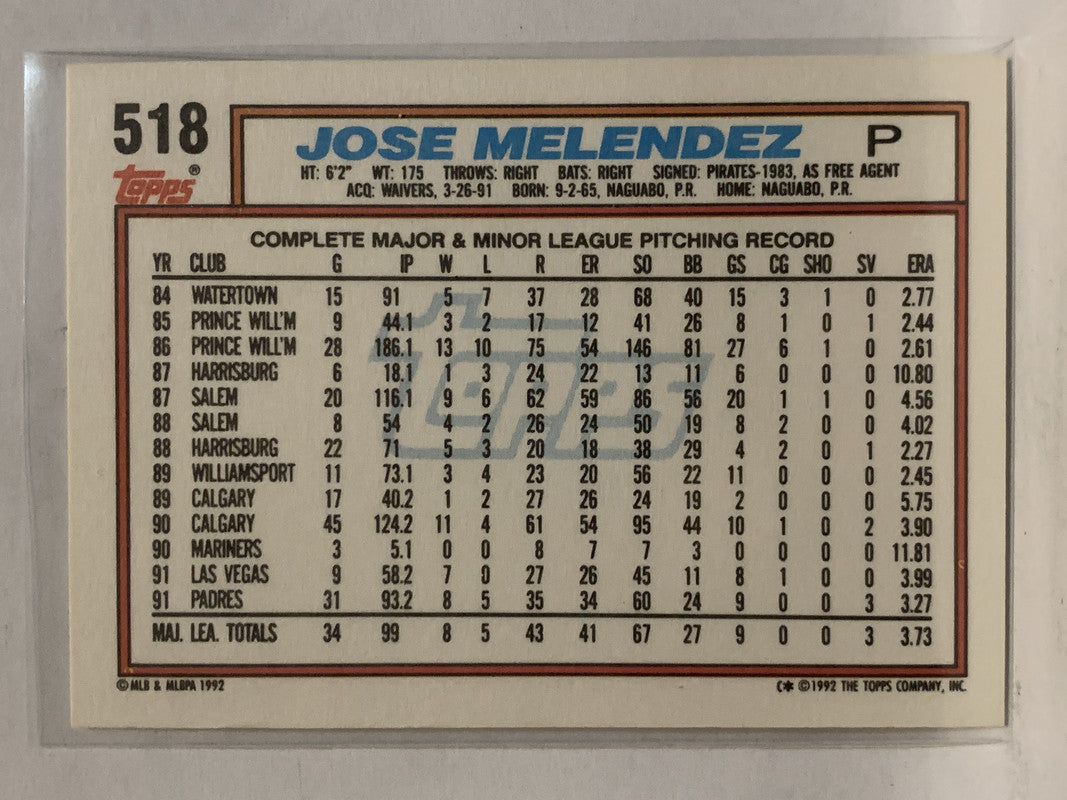 518
JOSE MELENDEZ P
topps®
HT: 6'2" WT: 175 THROWS: RIGHT BATS: RIGHT SIGNED: PIRATES-1983, AS FREE AGENT
ACQ: WAIVERS, 3-26-91 BORN: 9-2-65, NAGUABO, P.R. HOME: NAGUABO, P.R.
COMPLETE MAJOR & MINOR LEAGUE PITCHING RECORD
YR CLUB G IP W L R ER SO BB GS CG SHO SV ERA
84 WATERTOWN 15 91 5 7 37 28 68 40 15 3 1 0 2.77
85 PRINCE WILL'M 9 44.1 3 2 17 12 41 26 8 1 0 1 2.44
86 PRINCE WILL'M 28 186.1 13 10 75 54 146 81 27 6 1 0 2.61
87 HARRISBURG 6 18.1 1 3 24 22 13 11 6 0 0 0 10.80
87 SALEM 20 116.1 9 6 62 59 86 56 20 1 1 0 4.56
88 SALEM 8 54 4 2 26 24 50 19 8 2 0 0 4.02
88 HARRISBURG 22 71 5 3 20 18 38 29 4 2 0 1 2.27
89 WILLIAMSPORT 11 73.1 3 4 23 20 56 22 11 0 0 0 2.45
89 CALGARY 17 40.2 1 2 27 26 24 19 2 0 0 0 5.75
90 CALGARY 45 124.2 11 4 61 54 95 44 10 1 0 2 3.90
90 MARINERS 3 5.1 0 0 8 7 7 3 0 0 0 0 11.81
91 LAS VEGAS 9 58.2 7 0 27 26 45 11 8 1 0 0 3.99
91 PADRES 31 93.2 8 5 35 34 60 24 9 0 0 3 3.27
MAJ. LEA. TOTALS 34 99 8 5 43 41 67 27 9 0 0 3 3.73
topps
©MLB & MLBPA 1992 C* ©1992 THE TOPPS COMPANY, INC.